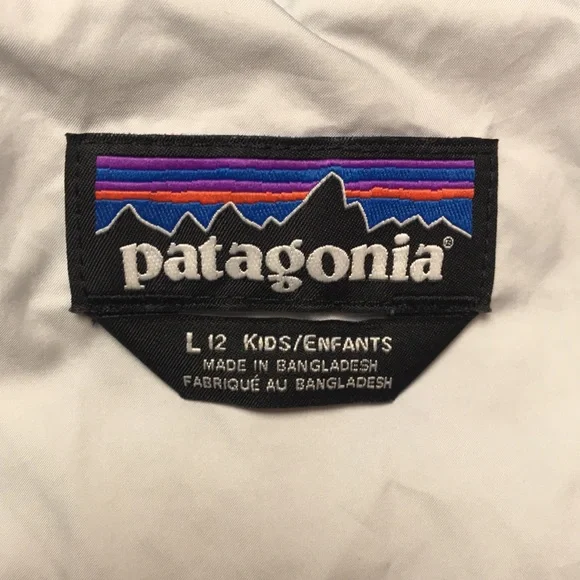 patagonia®
L 12 KIDS/ENFANTS
MADE IN BANGLADESH
FABRIQUÉ AU BANGLADESH